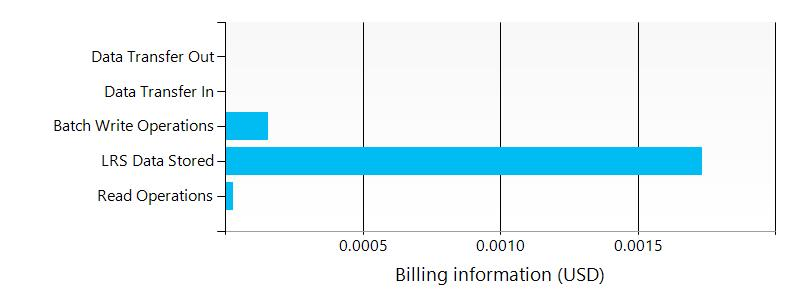 Data Transfer Out
Data Transfer In
Batch Write Operations
LRS Data Stored
Read Operations
0.0005 0.0010 0.0015
Billing information (USD)